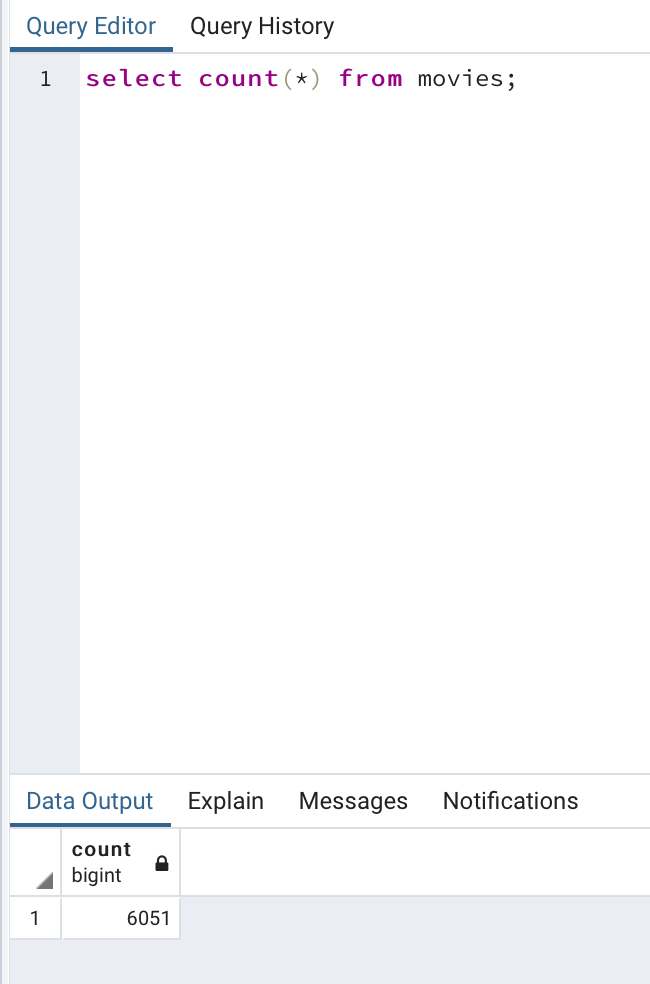 Query Editor Query History
1 select count(*) from movies;
Data Output Explain Messages Notifications
count
bigint
1 6051